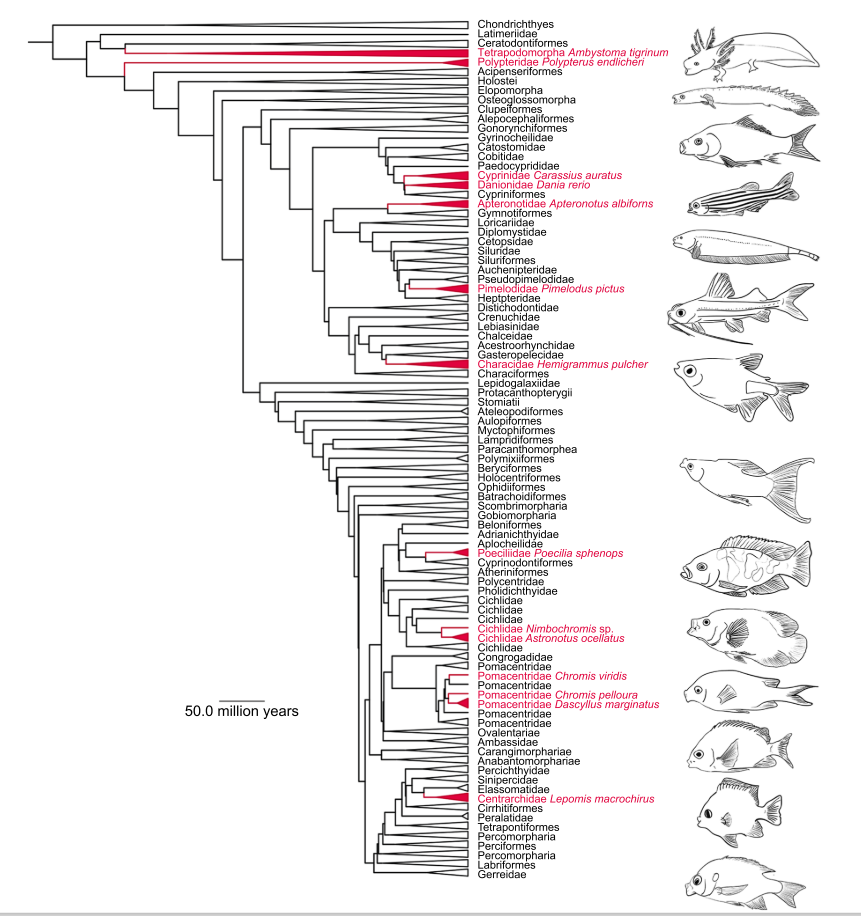 Chondrichthyes
Latimeriidae
Ceratodontiformes
Tetrapodomorpha Ambystoma tigrinum
Polypteridae Polypterus endlicheri
Acipenseriformes
Holostei
Elopomorpha
Osteoglossomorpha
Clupeiformes
Alepocephaliformes
Gonorynchiformes
Gyrinocheilidae
Catostomidae
Cobitidae
Paedocyprididae
Cyprinidae Carassius auratus
Danionidae Dania rerio
Cypriniformes
Apteronotidae Apteronotus albiforns
Gymnotiformes
Loricariidae
Diplomystidae
Cetopsidae
Siluridae
Siluriformes
Auchenipteridae
Pseudopimelodidae
Pimelodidae Pimelodus pictus
Heptpteridae
Distichodontidae
Crenuchidae
Lebiasinidae
Chalceidae
Acestroorhynchidae
Gasteropelecidae
Characidae Hemigrammus pulcher
Characiformes
Lepidogalaxiidae
Protacanthopterygii
Stomiatii
Ateleopodiformes
Aulopiformes
Myctophiformes
Lampridiformes
Paracanthomorphea
Polymixiiformes
Beryciformes
Holocentriformes
Ophidiiformes
Batrachoidiformes
Scombrimorpharia
Gobiomorpharia
Beloniformes
Adrianichthyidae
Aplocheilidae
Poeciliidae Poecilia sphenops
Cyprinodontiformes
Atheriniformes
Polycentridae
Pholidichthyidae
Cichlidae
Cichlidae
Cichlidae
Cichlidae Nimbochromis sp.
Cichlidae Astronotus ocellatus
Cichlidae
Congrogadidae
Pomacentridae
Pomacentridae Chromis viridis
Pomacentridae
Pomacentridae Chromis pelloura
Pomacentridae Dascyllus marginatus
Pomacentridae
Pomacentridae
Ovalentariae
Ambassidae
Carangimorphariae
Anabantomorphariae
Percichthyidae
Sinipercidae
Elassomatidae
Centrarchidae Lepomis macrochirus
Cirrhitiformes
Peralatidae
Tetrapontiformes
Percomorpharia
Perciformes
Percomorpharia
Labriformes
Gerreidae
50.0 million years